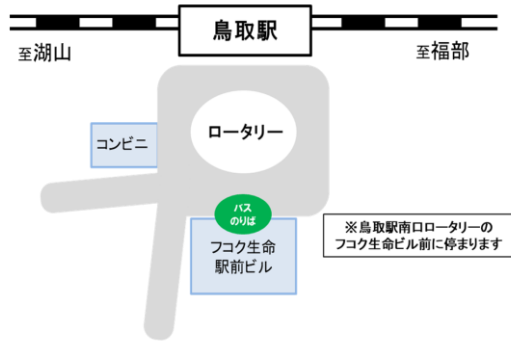 鳥取駅
至湖山
至福部
ロータリー
コンビニ
バス
のりば
フコク生命
駅前ビル
※鳥取駅南口ロータリーの
フコク生命ビル前に停まります